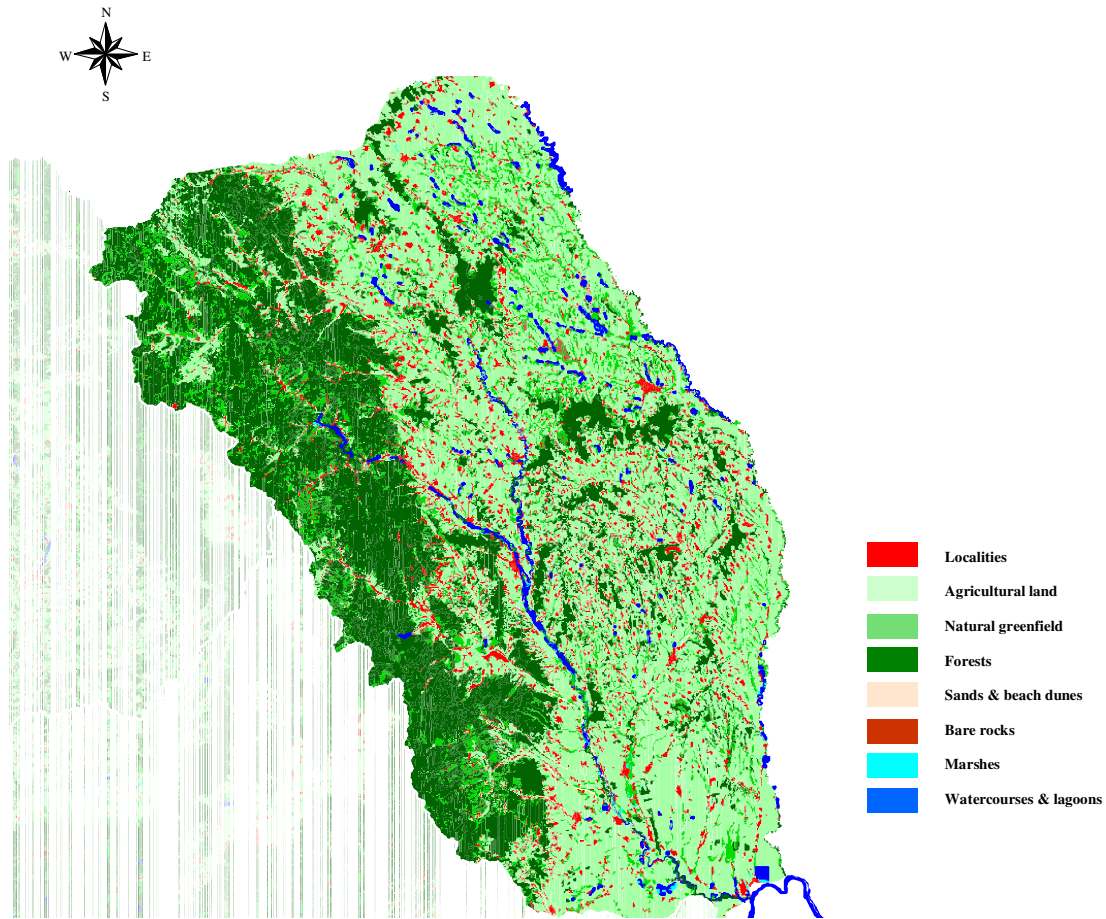 N
W E
S
Localities
Agricultural land
Natural greenfield
Forests
Sands & beach dunes
Bare rocks
Marshes
Watercourses & lagoons